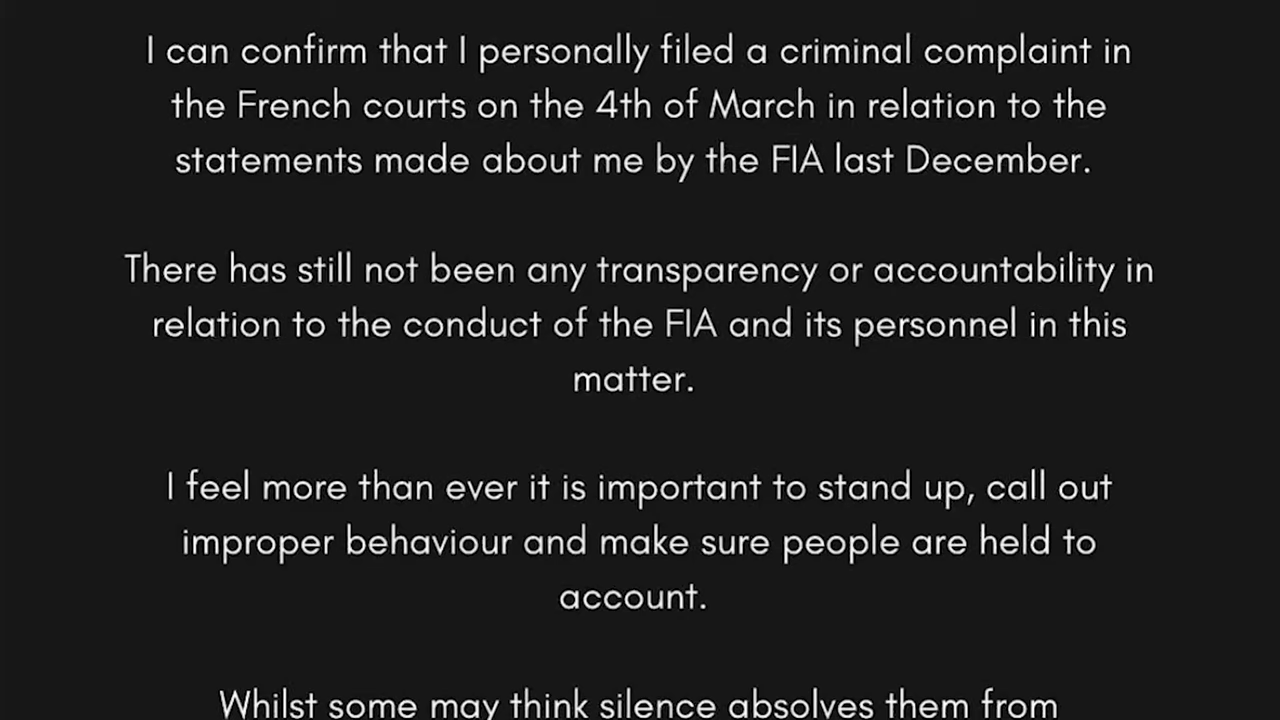 I can confirm that I personally filed a criminal complaint in
the French courts on the 4th of March in relation to the
statements made about me by the FIA last December.
There has still not been any transparency or accountability in
relation to the conduct of the FIA and its personnel in this
matter.
I feel more than ever it is important to stand up, call out
improper behaviour and make sure people are held to
account.
Whilst some may think silence absolves them from